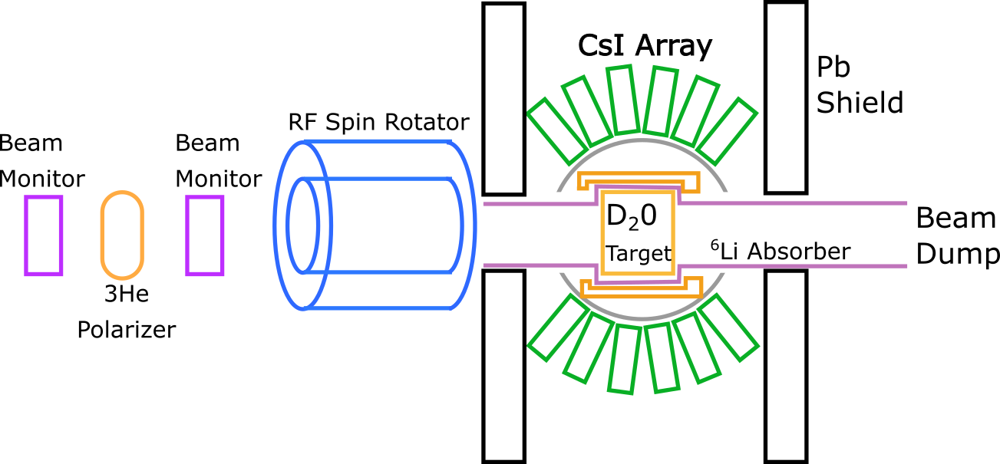 CsI Array
Pb
Shield
RF Spin Rotator
Beam
Monitor
Beam
Monitor
D₂0
Target
⁶Li Absorber
Beam
Dump
3He
Polarizer